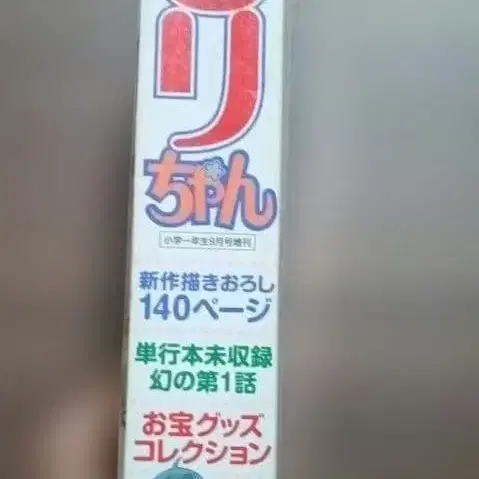 り
ちゃん
小学一年生9月号増刊
新作描きおろし
140ページ
単行本未収録
幻の第1話
お宝グッズ
コレクション